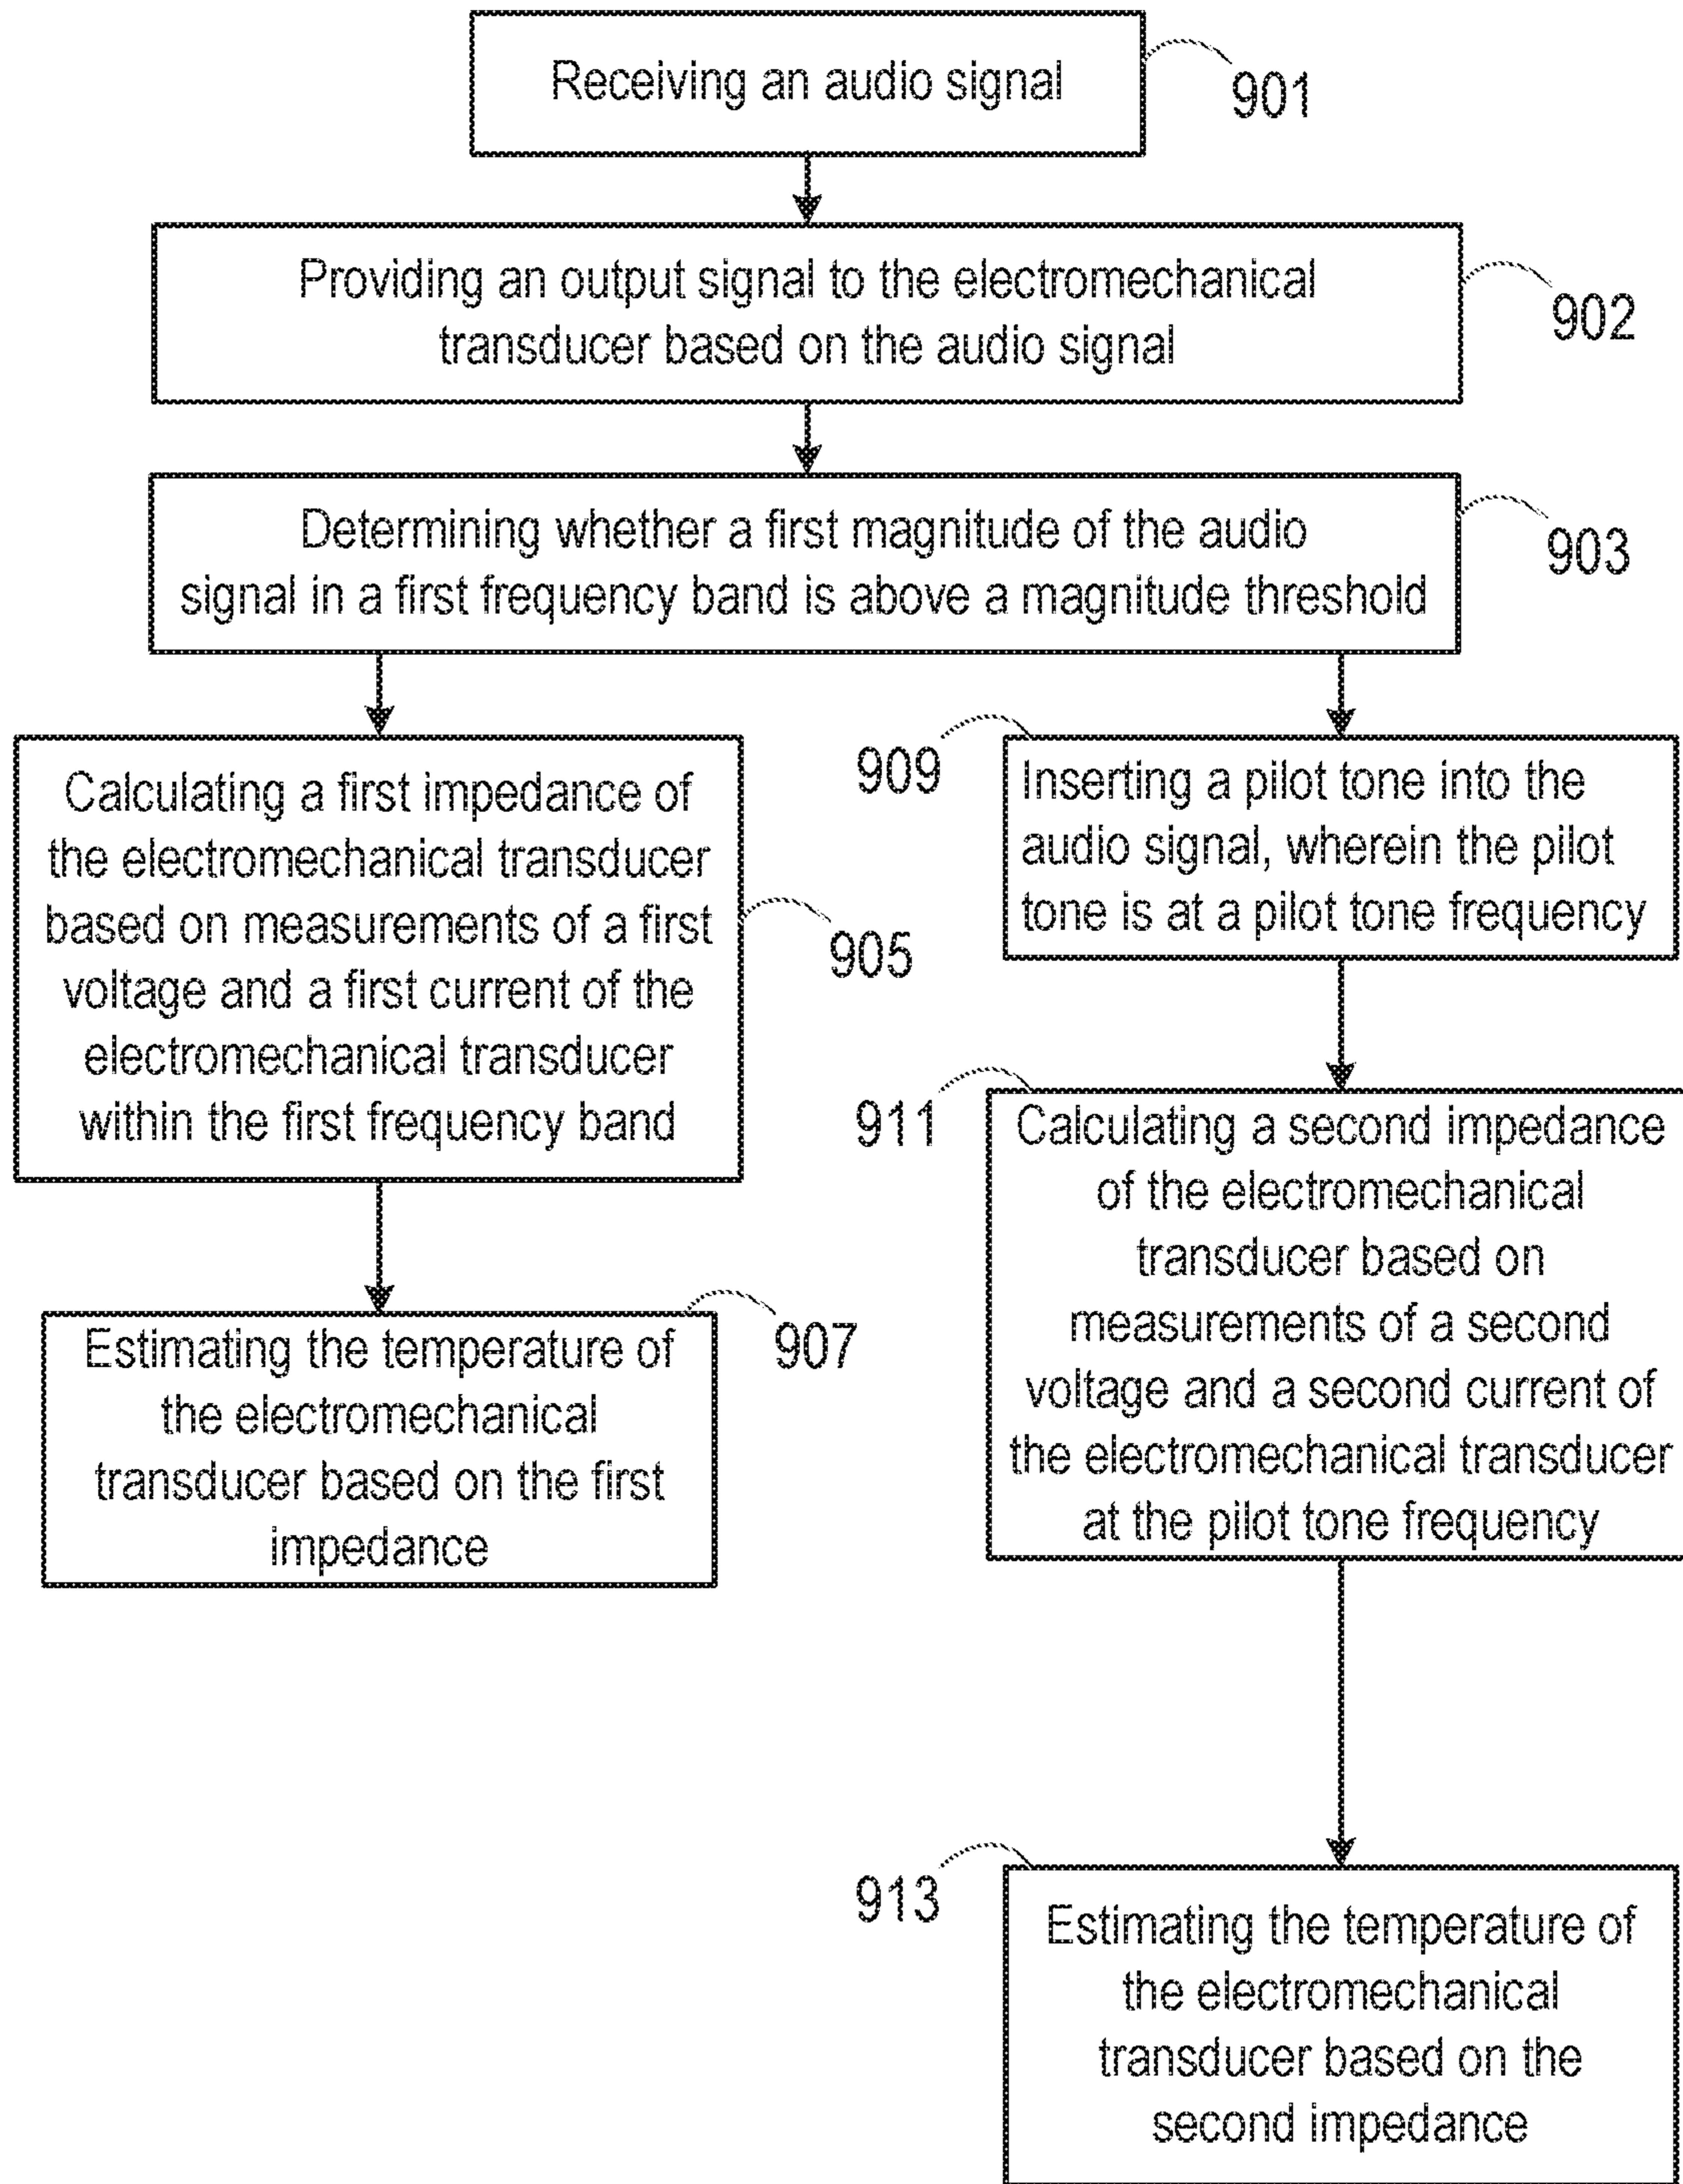 Receiving an audio signal
901
Providing an output signal to the electromechanical
transducer based on the audio signal
902
Determining whether a first magnitude of the audio
signal in a first frequency band is above a magnitude threshold
903
Calculating a first impedance of
the electromechanical transducer
based on measurements of a first
voltage and a first current of the
electromechanical transducer
within the first frequency band
905
Estimating the temperature of
the electromechanical
transducer based on the first
impedance
907
909
Inserting a pilot tone into the
audio signal, wherein the pilot
tone is at a pilot tone frequency
911
Calculating a second impedance
of the electromechanical
transducer based on
measurements of a second
voltage and a second current of
the electromechanical transducer
at the pilot tone frequency
913
Estimating the temperature of
the electromechanical
transducer based on the
second impedance